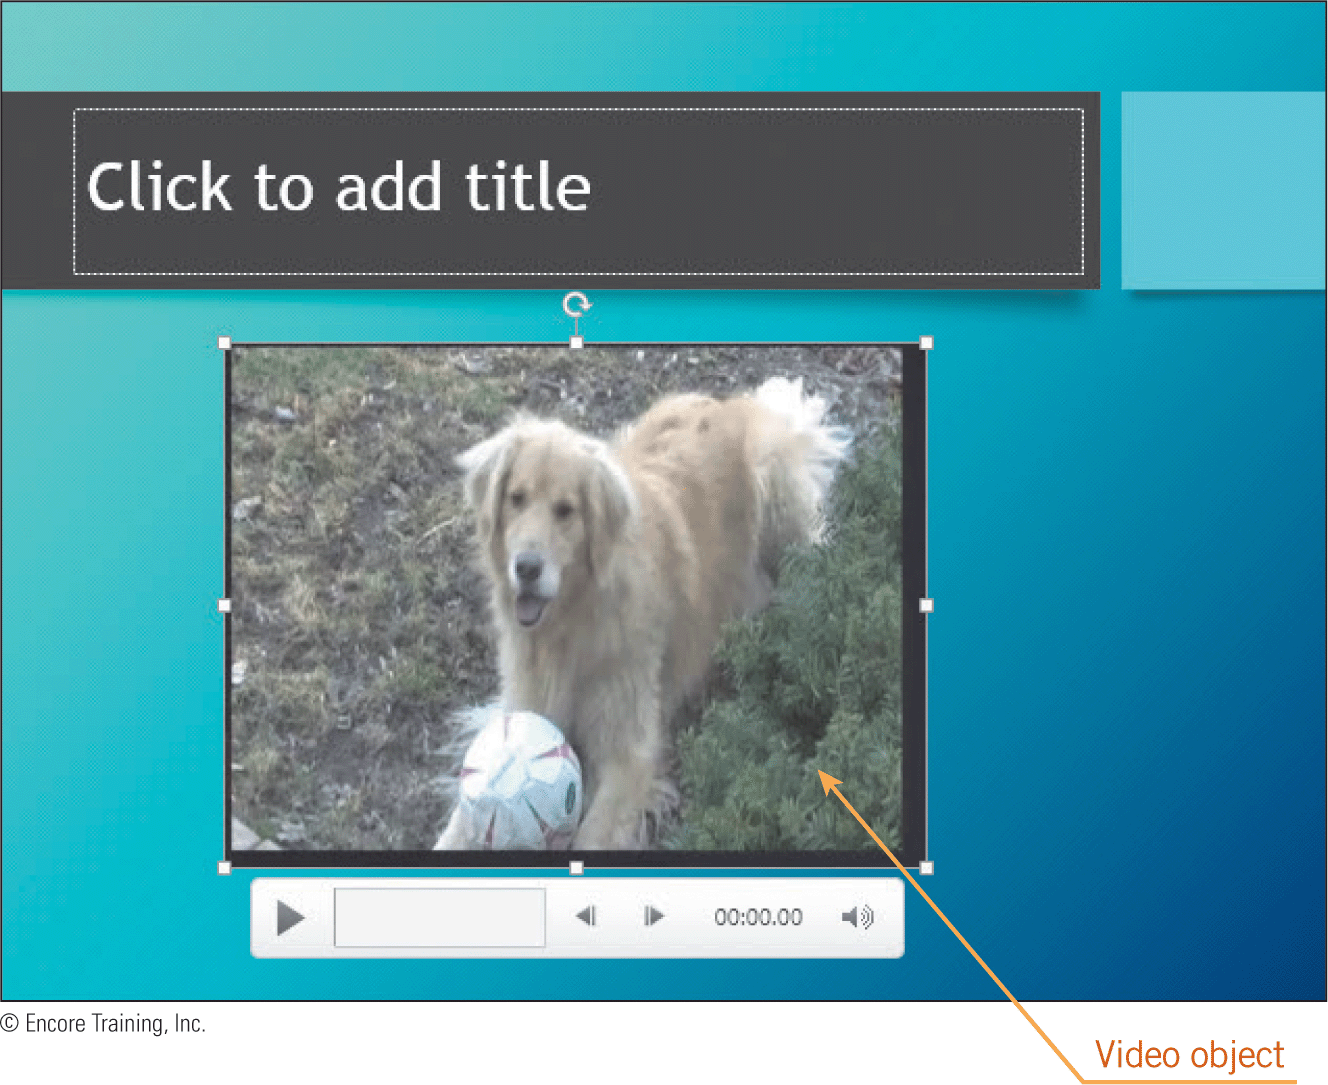 Click to add title
00:00.00
© Encore Training, Inc.
Video object